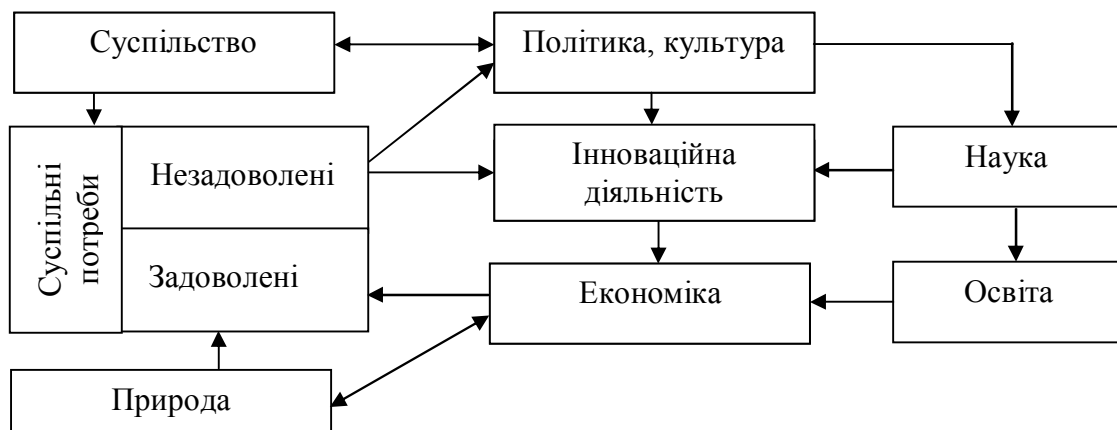 Суспільство
Політика, культура
Суспільні
потреби
Незадоволені
Інноваційна
діяльність
Наука
Задоволені
Економіка
Освіта
Природа